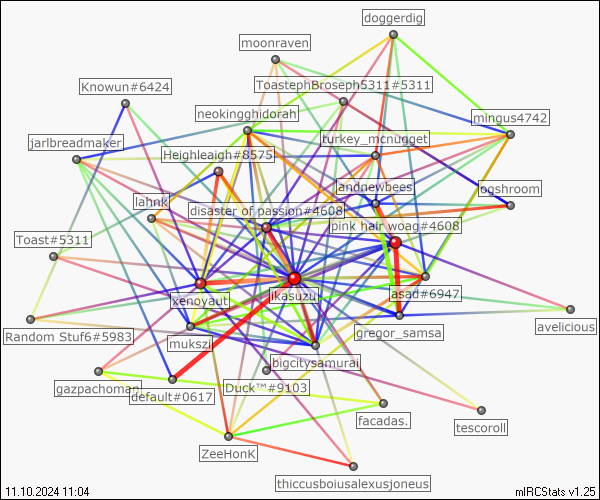 doggerdig
moonraven
ToastephBroseph5311#5311
Knowun#6424
neokingghidorah
mingus4742
turkey_mcnugget
jarlbreadmaker
Heighleaigh#8575
andnewbees
ogshroom
lahnk
disaster of passion#4608
pink hair woag#4608
Toast#5311
xenoyaut
jikasuzu
asad#6947
avelicious
Random Stuf6#5983
mukszi
gregor_samsa
bigcitysamurai
gazpachoman
Duck™#9103
default#0617
facadas.
tescoroll
ZeeHonK
thiccusboiusalexusjoneus
11.10.2024 11:04
mIRCStats v1.25